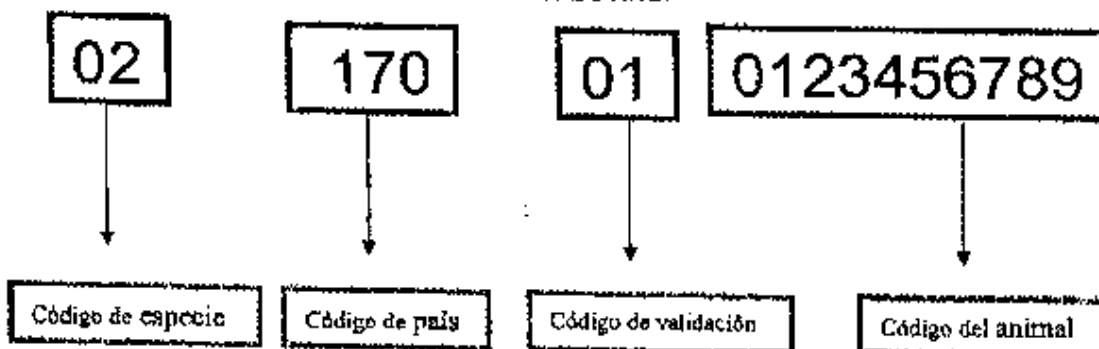 02 170 01 0123456789
Código de especie Código de país Código de validación Código del animal